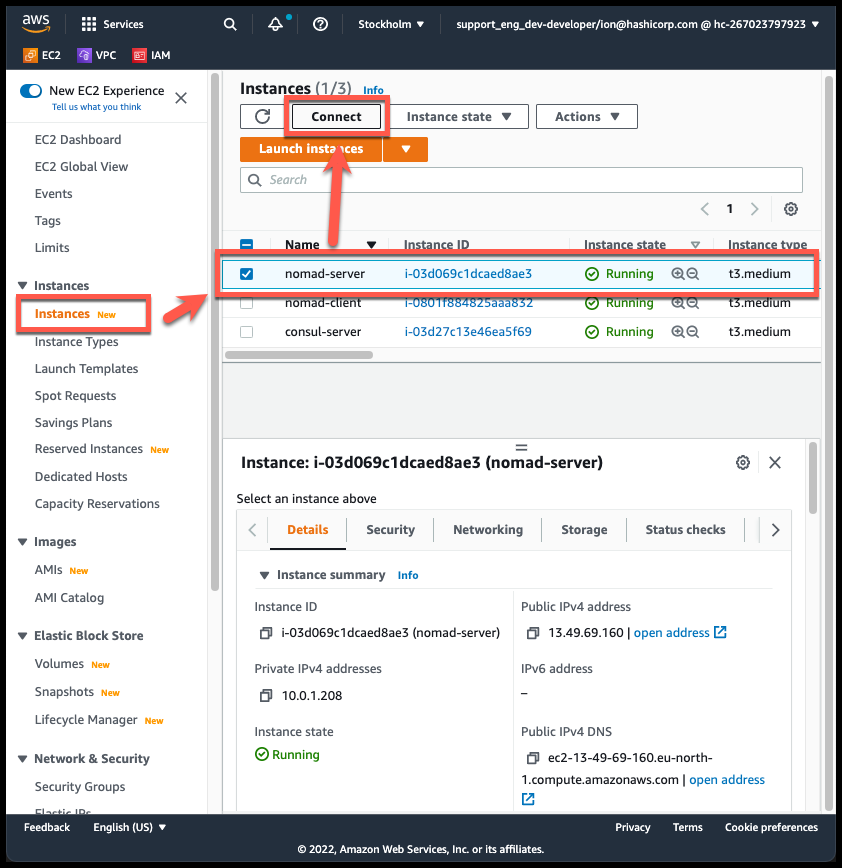 aws Services Stockholm ▼ support_eng_dev-developer/ion@hashicorp.com @ hc-267023797923 ▼
EC2 VPC IAM
New EC2 Experience
Tell us what you think
EC2 Dashboard
EC2 Global View
Events
Tags
Limits
Instances
Instances New
Instance Types
Launch Templates
Spot Requests
Savings Plans
Reserved Instances New
Dedicated Hosts
Capacity Reservations
Images
AMIs New
AMI Catalog
Elastic Block Store
Volumes New
Snapshots New
Lifecycle Manager New
Network & Security
Security Groups
Elastic IPs
Instances (1/3) Info
Connect Instance state ▼ Actions ▼
Launch instances ▼
Search
1
Name Instance ID Instance state Instance type
nomad-server i-03d069c1dcaed8ae3 Running t3.medium
nomad-client i-0801f884825aaa832 Running t3.medium
consul-server i-03d27c13e46ea5f69 Running t3.medium
Instance: i-03d069c1dcaed8ae3 (nomad-server)
Select an instance above
Details Security Networking Storage Status checks
Instance summary Info
Instance ID
i-03d069c1dcaed8ae3 (nomad-server)
Private IPv4 addresses
10.0.1.208
Instance state
Running
Public IPv4 address
13.49.69.160 | open address
IPv6 address
–
Public IPv4 DNS
ec2-13-49-69-160.eu-north-
1.compute.amazonaws.com | open address
Feedback English (US) ▼ Privacy Terms Cookie preferences
© 2022, Amazon Web Services, Inc. or its affiliates.